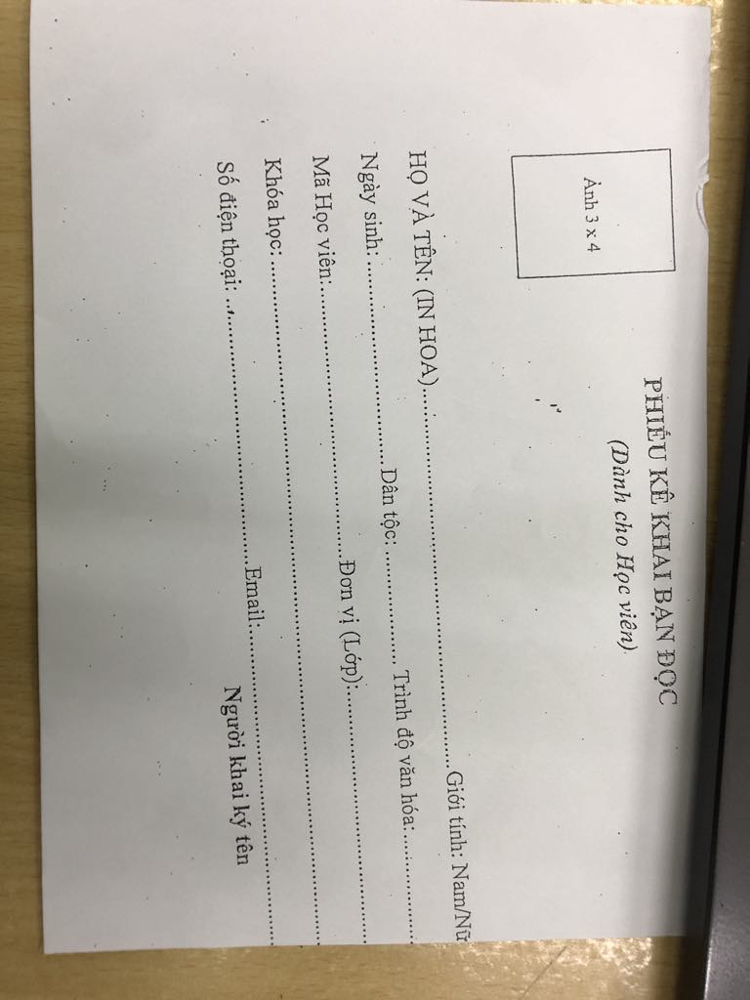 Ảnh 3 x 4
PHIẾU KÊ KHAI BẠN ĐỌC
(Dành cho Học viên)
HỌ VÀ TÊN: (IN HOA)..........................................................Giới tính: Nam/Nữ
Ngày sinh: ..................................Dân tộc: .................. Trình độ văn hóa:..................
Mã Học viên:..........................................Đơn vị (Lớp):........................................
Khóa học: ..............................................................................................................
Số điện thoại: ..........................................Email:....................................................
Người khai ký tên